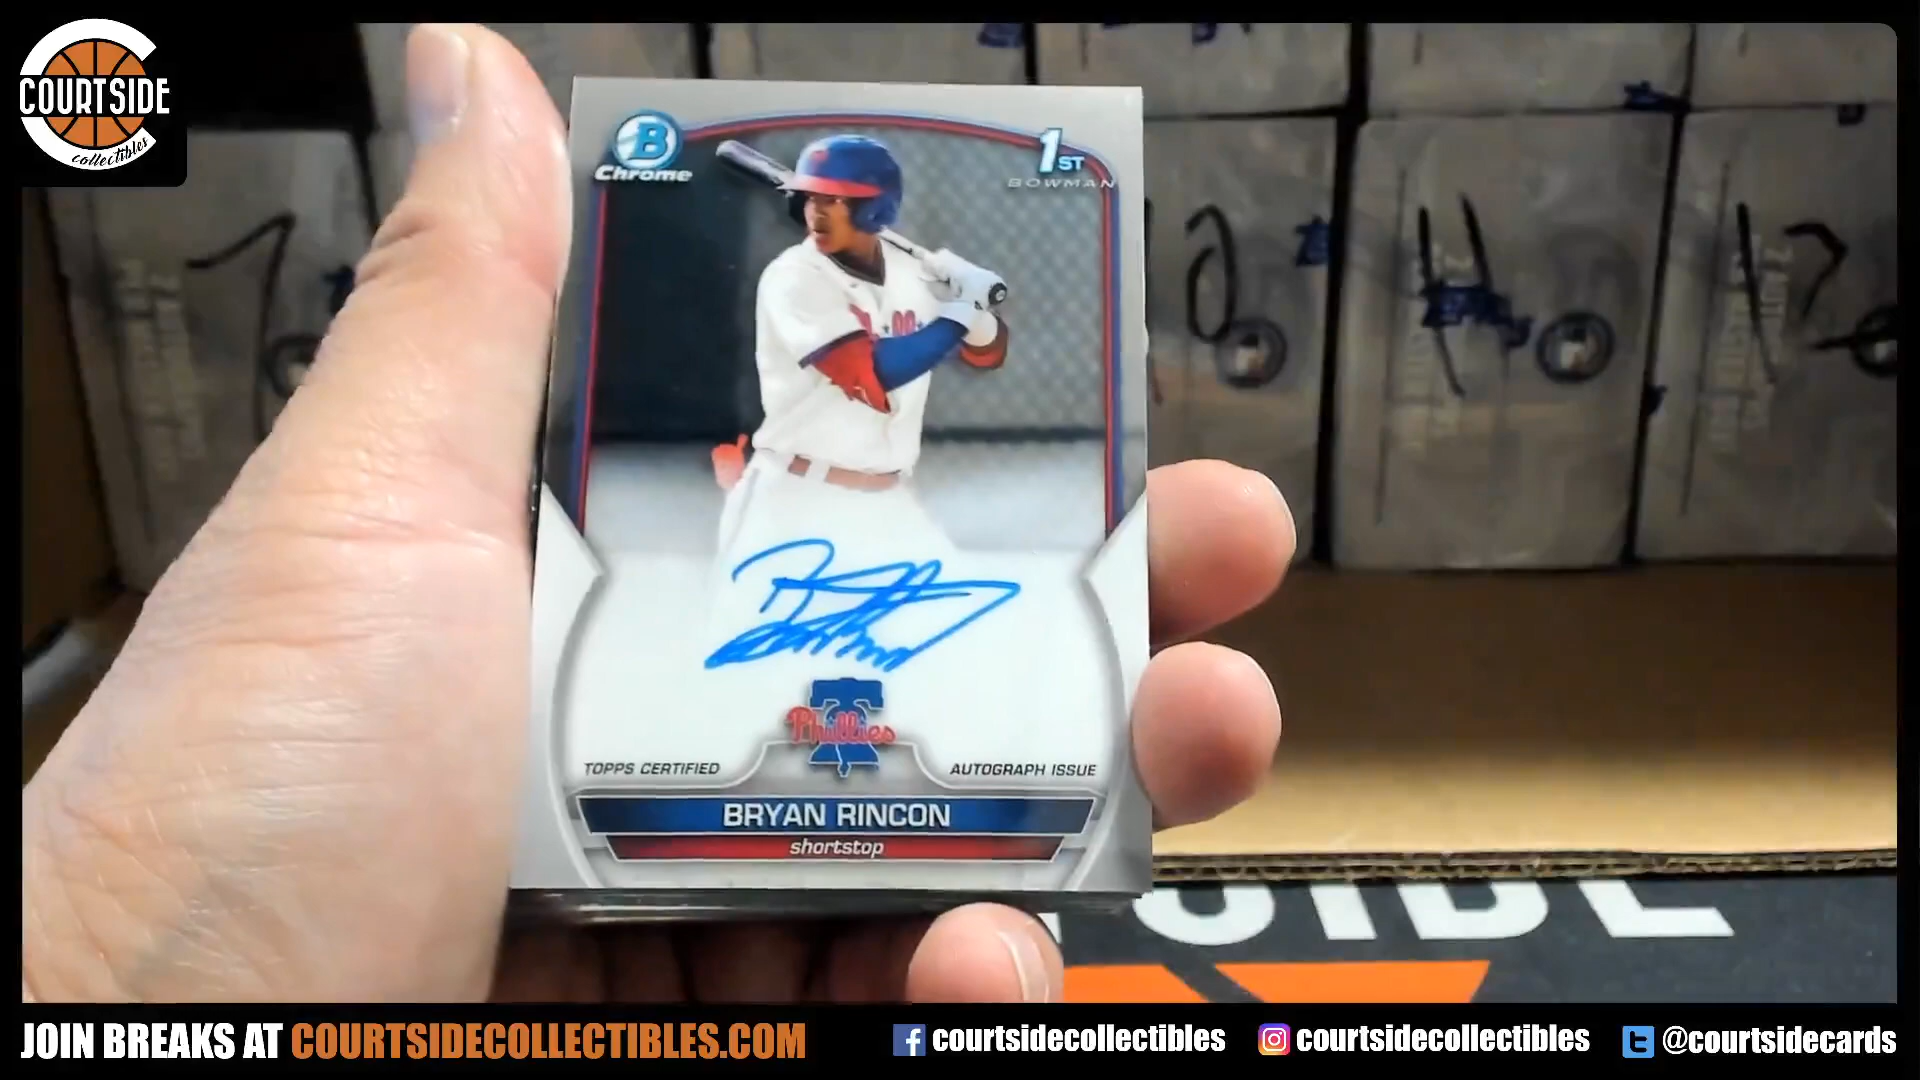 COURTSIDE
collectibles
B
Chrome
1ST
BOWMAN
Phillies
TOPPS CERTIFIED
AUTOGRAPH ISSUE
BRYAN RINCON
shortstop
SIDE
JOIN BREAKS AT COURTSIDECOLLECTIBLES.COM
courtsidecollectibles
courtsidecollectibles
@courtsidecards